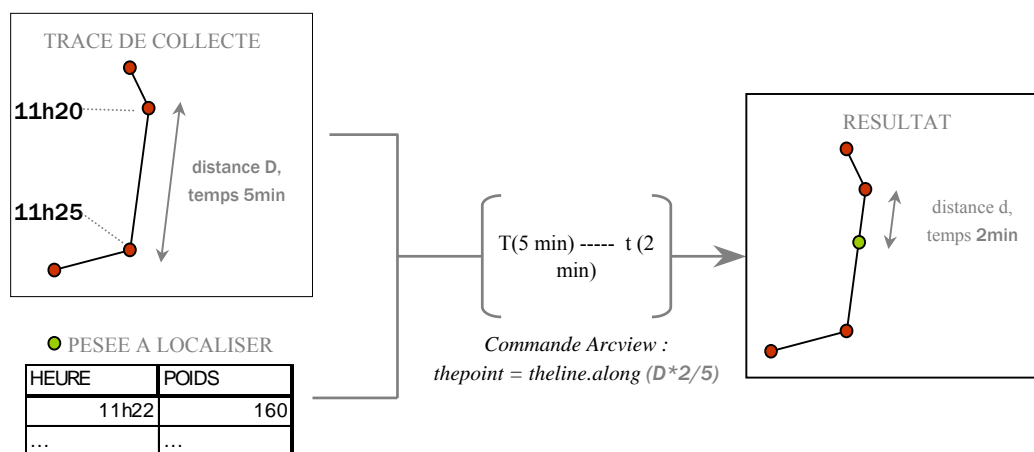 TRACE DE COLLECTE
11h20
distance D,
temps 5min
11h25
PESEE A LOCALISER
HEURE POIDS
11h22 160
... ...
T(5 min) ----- t (2
min)
Commande Arcview :
thepoint = theline.along (D*2/5)
RESULTAT
distance d,
temps 2min